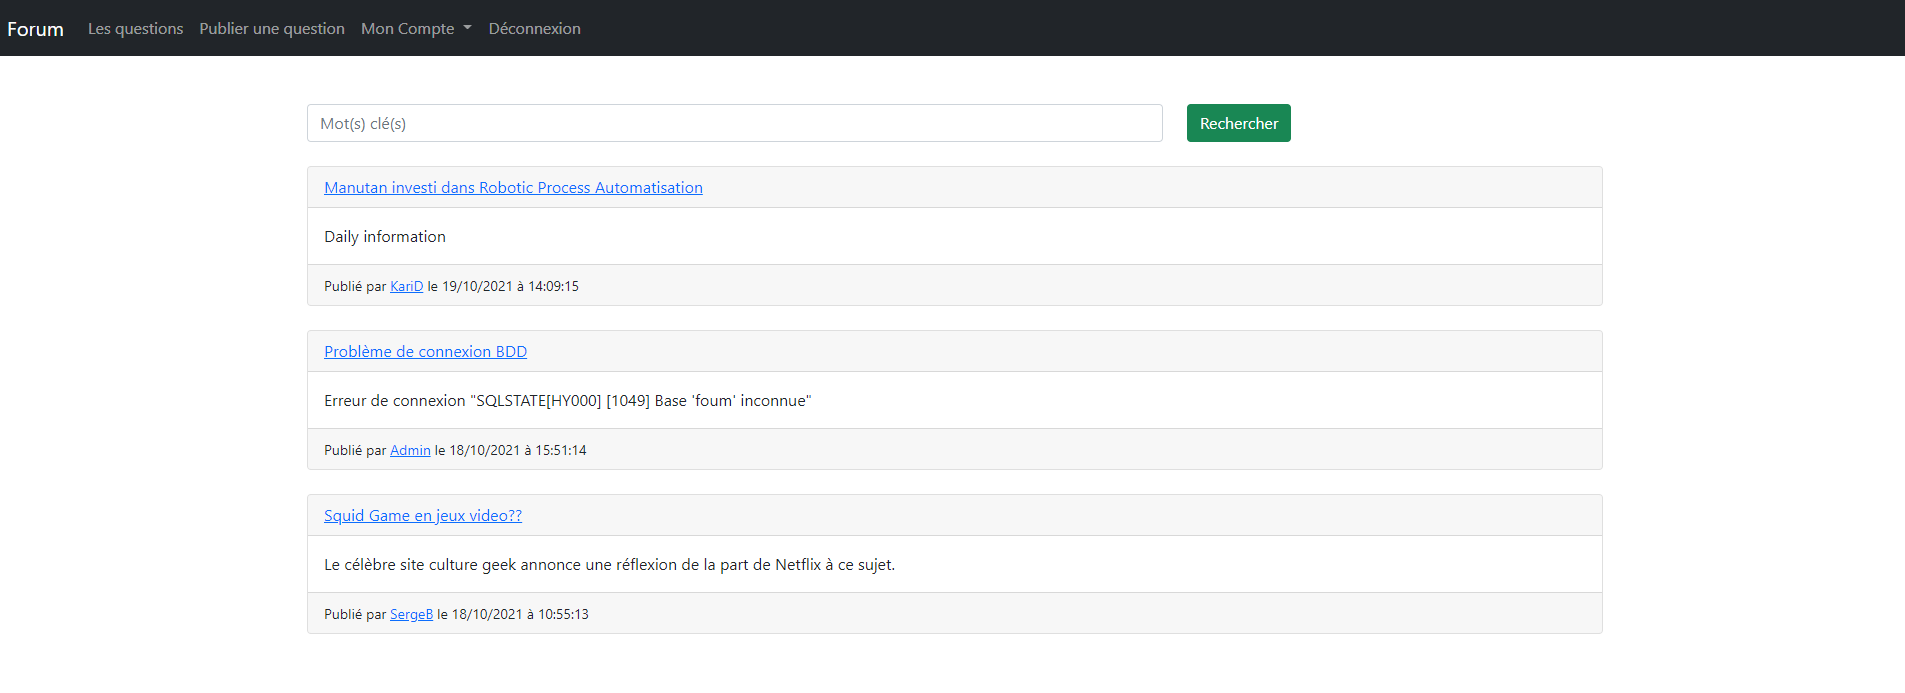 Forum Les questions Publier une question Mon Compte Déconnexion
Mot(s) clé(s) Rechercher
Manutan investi dans Robotic Process Automatisation
Daily information
Publié par KariD le 19/10/2021 à 14:09:15
Problème de connexion BDD
Erreur de connexion "SQLSTATE[HY000] [1049] Base 'foum' inconnue"
Publié par Admin le 18/10/2021 à 15:51:14
Squid Game en jeux video??
Le célèbre site culture geek annonce une réflexion de la part de Netflix à ce sujet.
Publié par SergeB le 18/10/2021 à 10:55:13